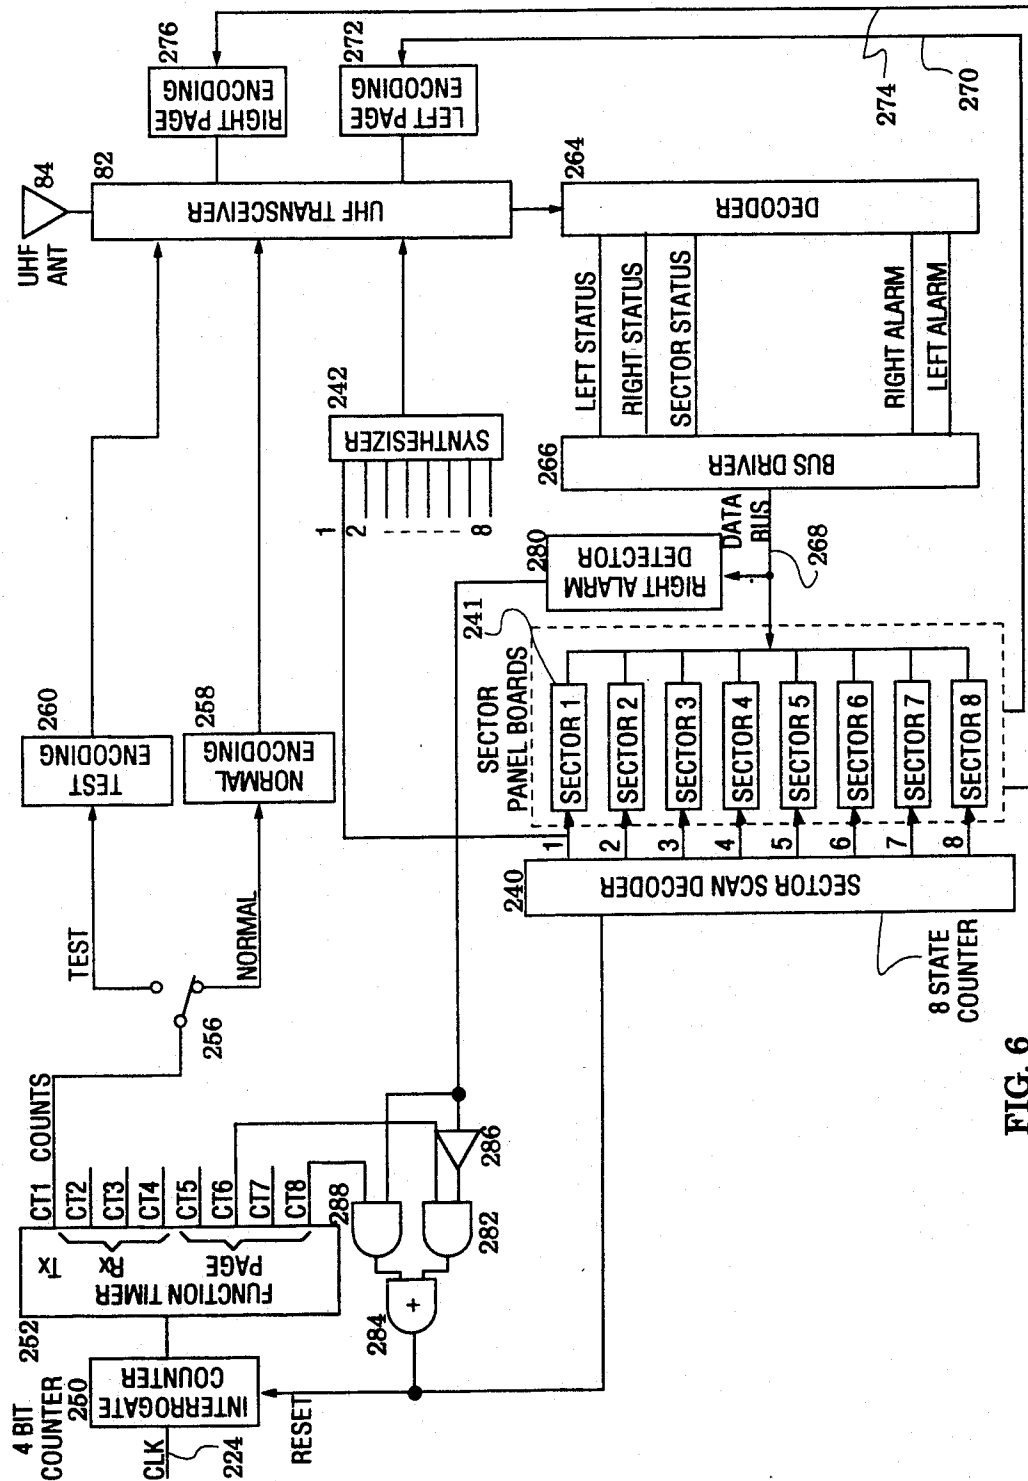 4 BIT
COUNTER
250
CLK
224
INTERROGATE
COUNTER
RESET
252
FUNCTION TIMER
Tx
Rx
PAGE
CT1
COUNTS
CT2
CT3
CT4
CT5
CT6
CT7
CT8
288
282
284
+
286
256
TEST
NORMAL
260
TEST
ENCODING
258
NORMAL
ENCODING
UHF
ANT
84
82
UHF TRANSCEIVER
276
RIGHT PAGE
ENCODING
272
LEFT PAGE
ENCODING
274
270
242
SYNTHESIZER
1
2
8
264
DECODER
LEFT STATUS
RIGHT STATUS
SECTOR STATUS
RIGHT ALARM
LEFT ALARM
266
BUS DRIVER
DATA
BUS
268
280
RIGHT ALARM
DETECTOR
241
SECTOR
PANEL BOARDS
SECTOR 1
SECTOR 2
SECTOR 3
SECTOR 4
SECTOR 5
SECTOR 6
SECTOR 7
SECTOR 8
1
2
3
4
5
6
7
8
240
SECTOR SCAN DECODER
8 STATE
COUNTER
FIG. 6